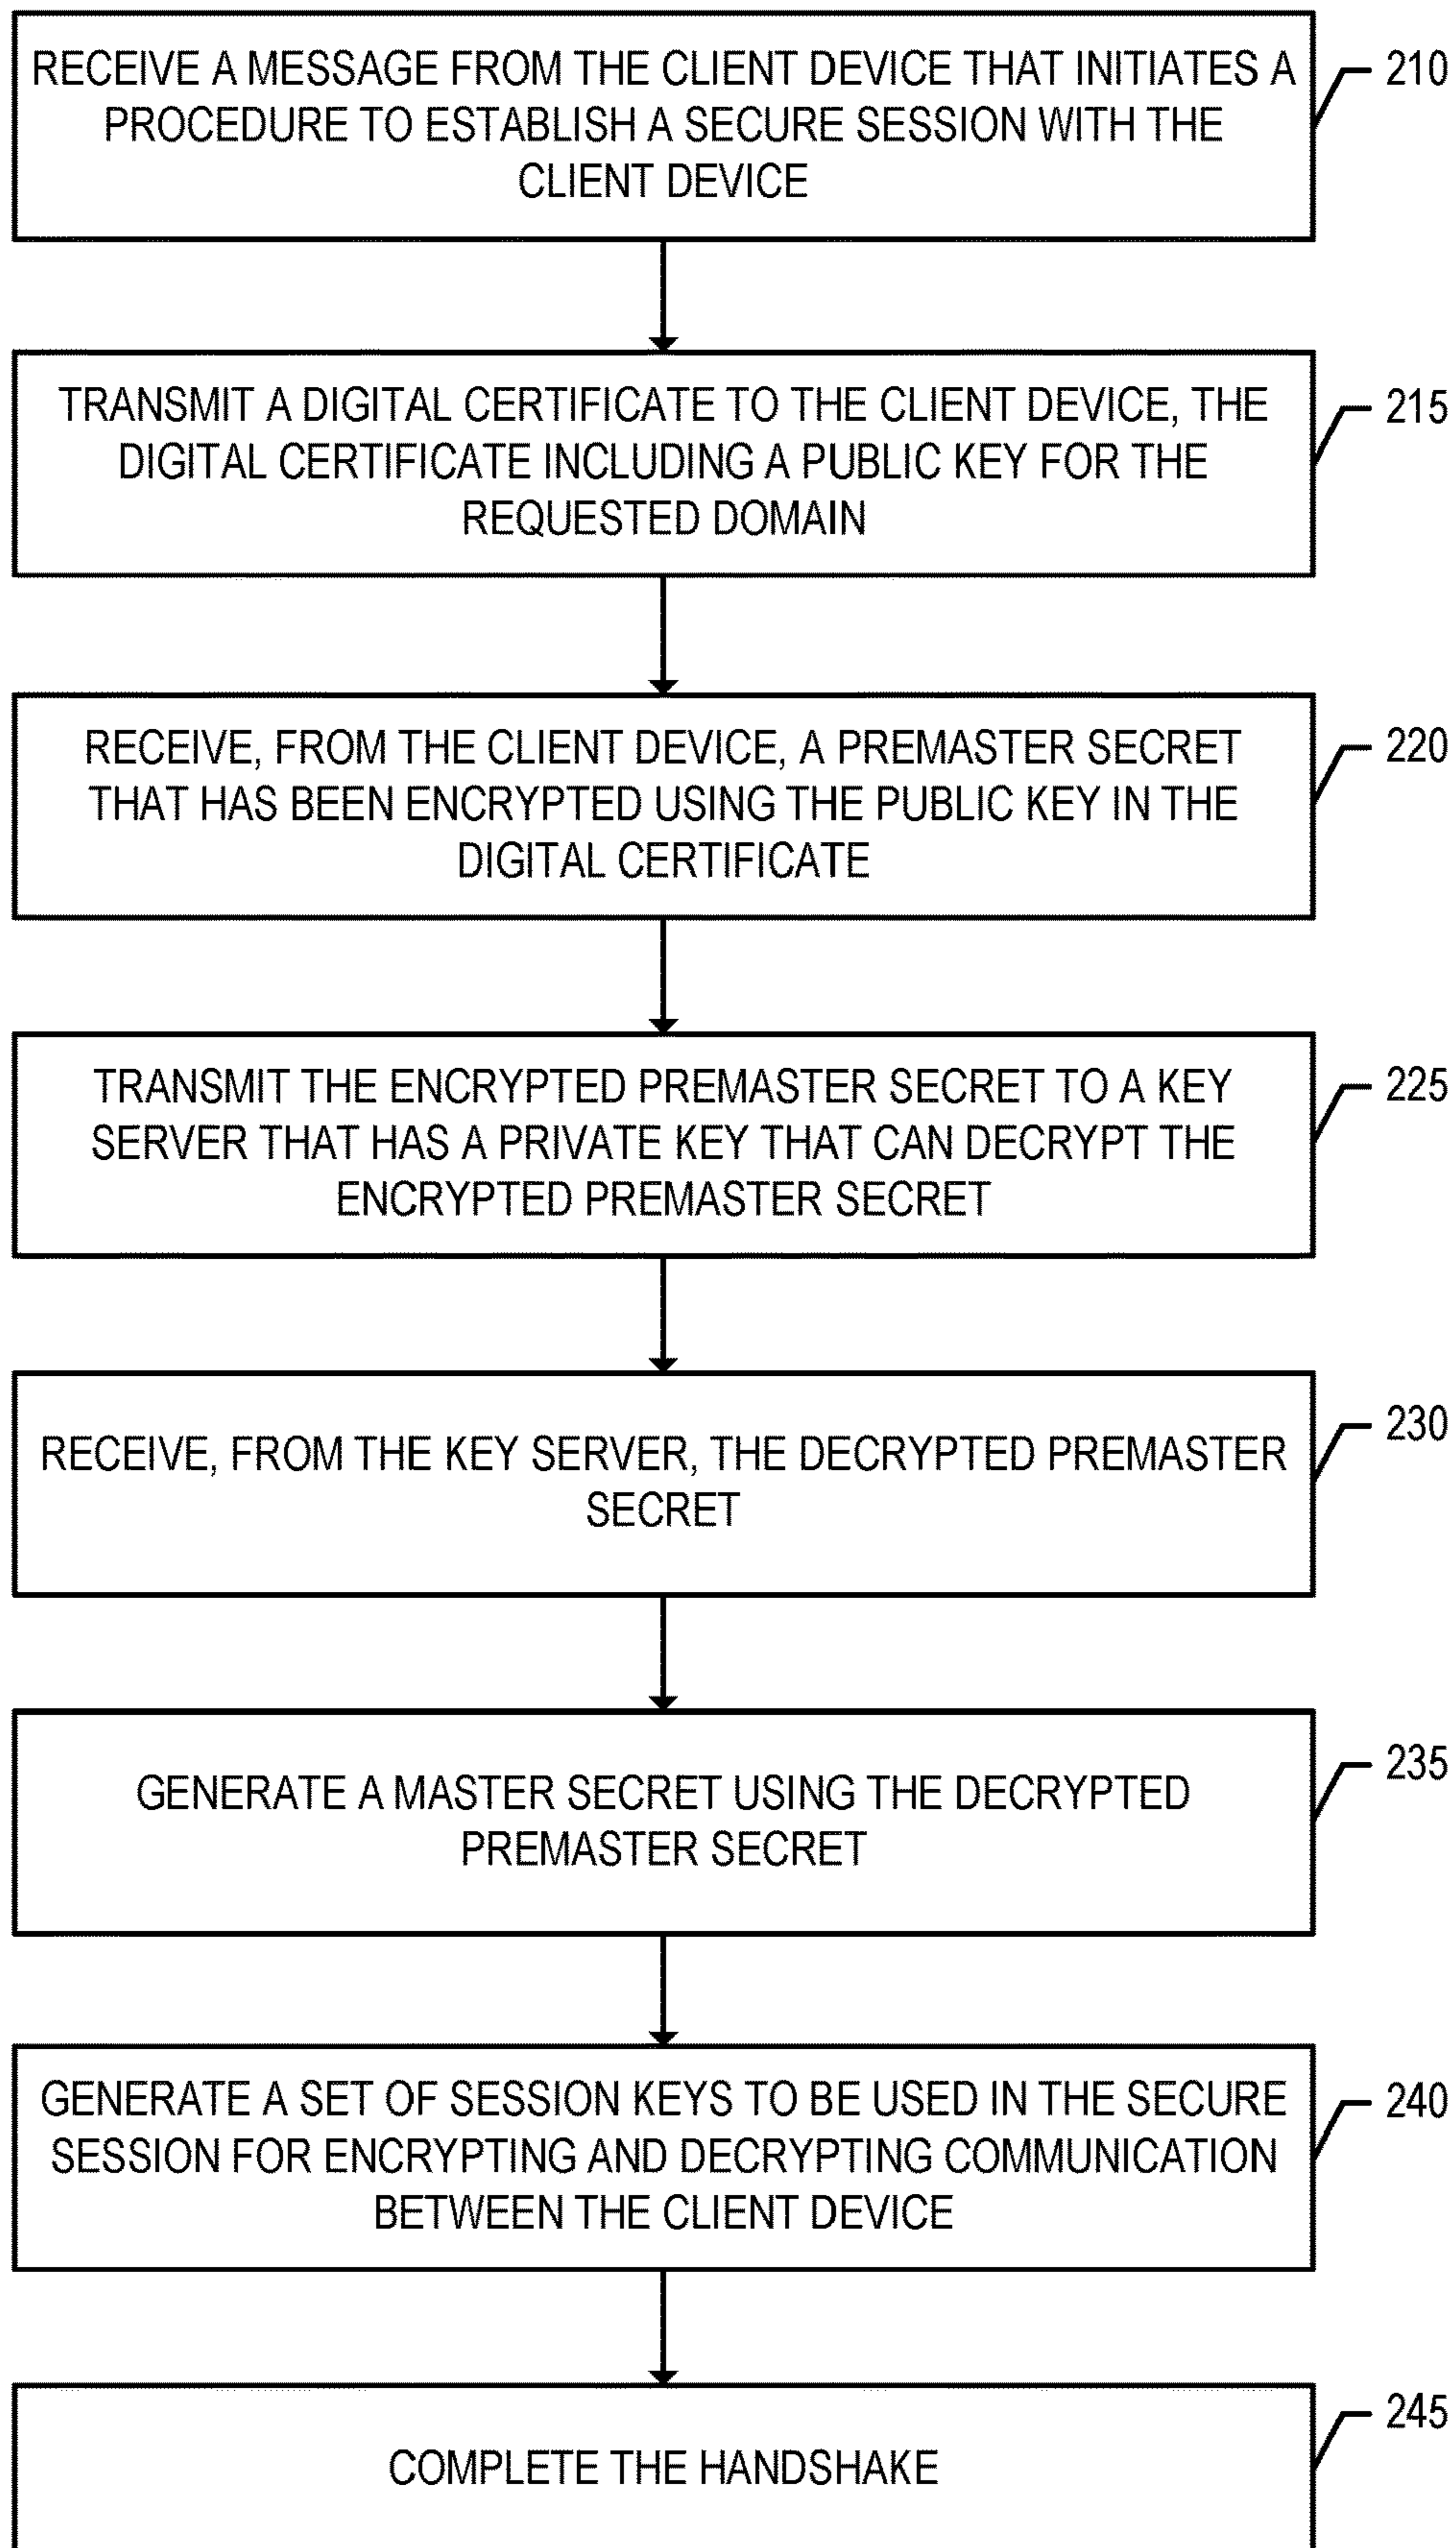 RECEIVE A MESSAGE FROM THE CLIENT DEVICE THAT INITIATES A
PROCEDURE TO ESTABLISH A SECURE SESSION WITH THE
CLIENT DEVICE
210
TRANSMIT A DIGITAL CERTIFICATE TO THE CLIENT DEVICE, THE
DIGITAL CERTIFICATE INCLUDING A PUBLIC KEY FOR THE
REQUESTED DOMAIN
215
RECEIVE, FROM THE CLIENT DEVICE, A PREMASTER SECRET
THAT HAS BEEN ENCRYPTED USING THE PUBLIC KEY IN THE
DIGITAL CERTIFICATE
220
TRANSMIT THE ENCRYPTED PREMASTER SECRET TO A KEY
SERVER THAT HAS A PRIVATE KEY THAT CAN DECRYPT THE
ENCRYPTED PREMASTER SECRET
225
RECEIVE, FROM THE KEY SERVER, THE DECRYPTED PREMASTER
SECRET
230
GENERATE A MASTER SECRET USING THE DECRYPTED
PREMASTER SECRET
235
GENERATE A SET OF SESSION KEYS TO BE USED IN THE SECURE
SESSION FOR ENCRYPTING AND DECRYPTING COMMUNICATION
BETWEEN THE CLIENT DEVICE
240
COMPLETE THE HANDSHAKE
245